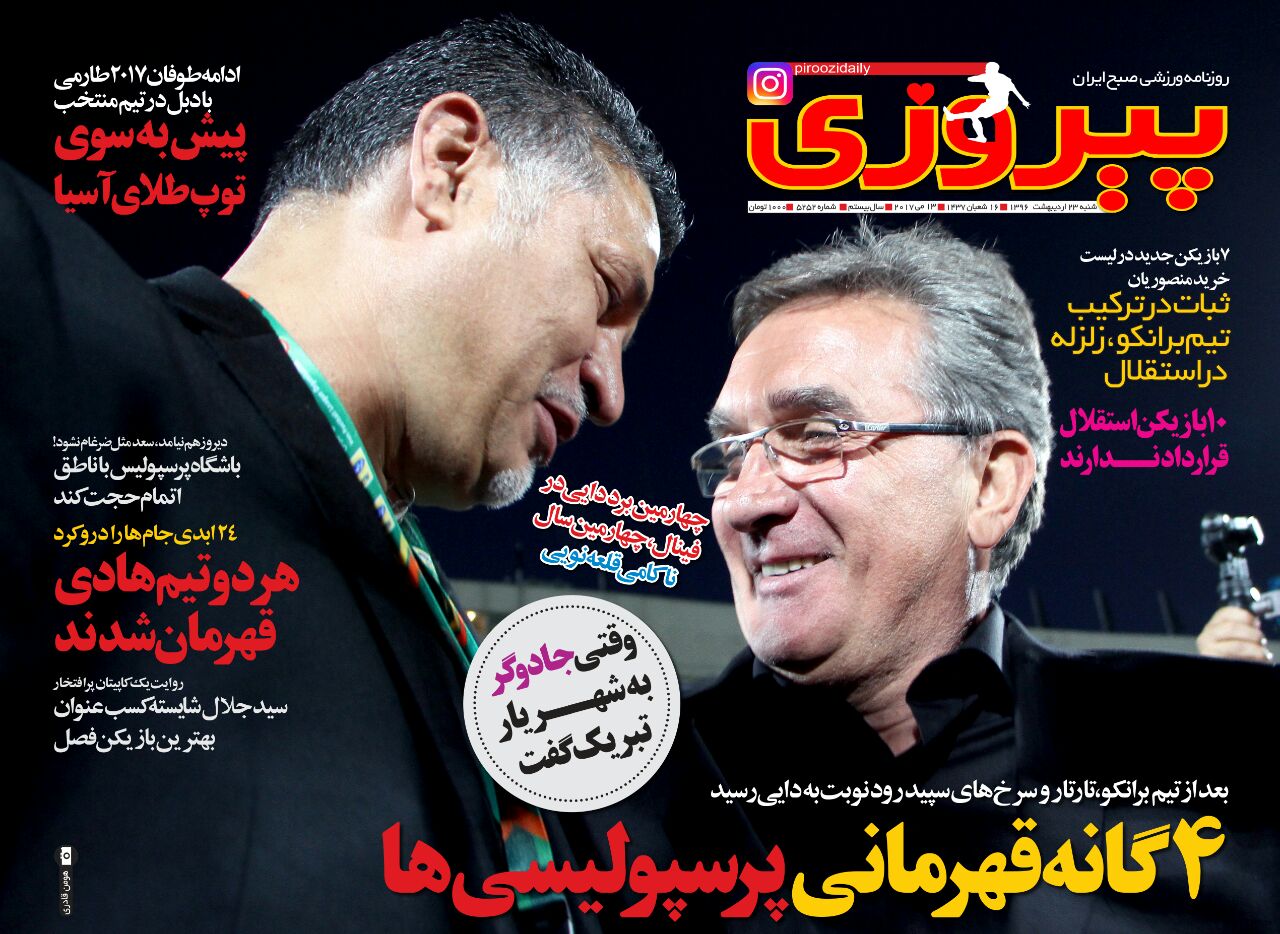 روزنامه ورزشی صبح ایران
piroozidaily
پیروزی
شنبه ۲۳ اردیبهشت ۱۳۹۶ ■ ۱۶ شعبان ۱۴۳۷ ■ ۱۳ می ۲۰۱۷ ■ سال بیستم ■ شماره ۵۲۵۲ ■ ۱۰۰۰ تومان
۷ بازیکن جدید در لیست
خرید منصوریان
ثبات در ترکیب
تیم برانکو، زلزله
در استقلال
۱۰ بازیکن استقلال
قرارداد ندارند
ادامه طوفان ۲۰۱۷ طارمی
با دبل در تیم منتخب
پیش به سوی
توپ طلای آسیا
دیروز هم نیامد، سعد مثل ضرغام نشود!
باشگاه پرسپولیس با ناطق
اتمام حجت کند
۲۴ ابدی جام‌ها را درو کرد
هر دو تیم هادی
قهرمان شدند
روایت یک کاپیتان پرافتخار
سید جلال شایسته کسب عنوان
بهترین بازیکن فصل
چهارمین برد دایی در
فینال، چهارمین سال
ناکامی قلعه‌نویی
وقتی جادوگر
به شهریار
تبریک گفت
بعد از تیم برانکو، تارتار و سرخ‌های سپیدرود نوبت به دایی رسید
۴ گانه قهرمانی پرسپولیسی‌ها
هومن قادری